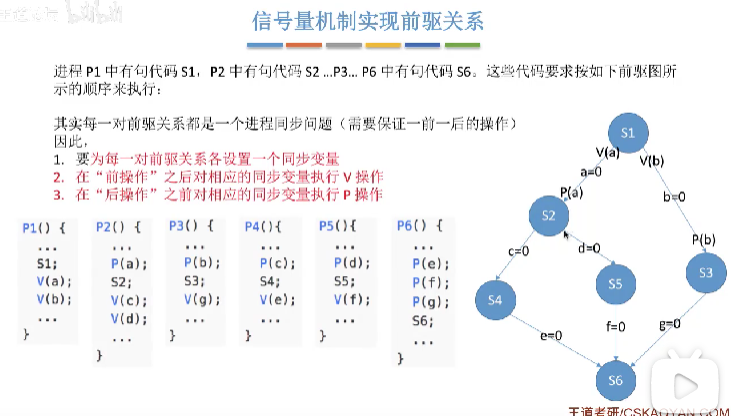 信号量机制实现前驱关系
进程 P1 中有句代码 S1，P2 中有句代码 S2 ...P3... P6 中有句代码 S6。这些代码要求按如下前驱图所
示的顺序来执行：
其实每一对前驱关系都是一个进程同步问题（需要保证一前一后的操作）
因此，
1. 要为每一对前驱关系各设置一个同步变量
2. 在“前操作”之后对相应的同步变量执行 V 操作
3. 在“后操作”之前对相应的同步变量执行 P 操作
P1() {
...
S1;
V(a);
V(b);
...
}
P2() {
...
P(a);
S2;
V(c);
V(d);
...
}
P3() {
...
P(b);
S3;
V(g);
...
}
P4(){
...
P(c);
S4;
V(e);
...
}
P5(){
...
P(d);
S5;
V(f);
...
}
P6() {
...
P(e);
P(f);
P(g);
S6;
...
}
S1
V(a)
V(b)
a=0
P(a)
b=0
S2
P(b)
c=0
d=0
S3
S4
S5
e=0
f=0
g=0
S6
王道考研/CSKAOYAN.COM